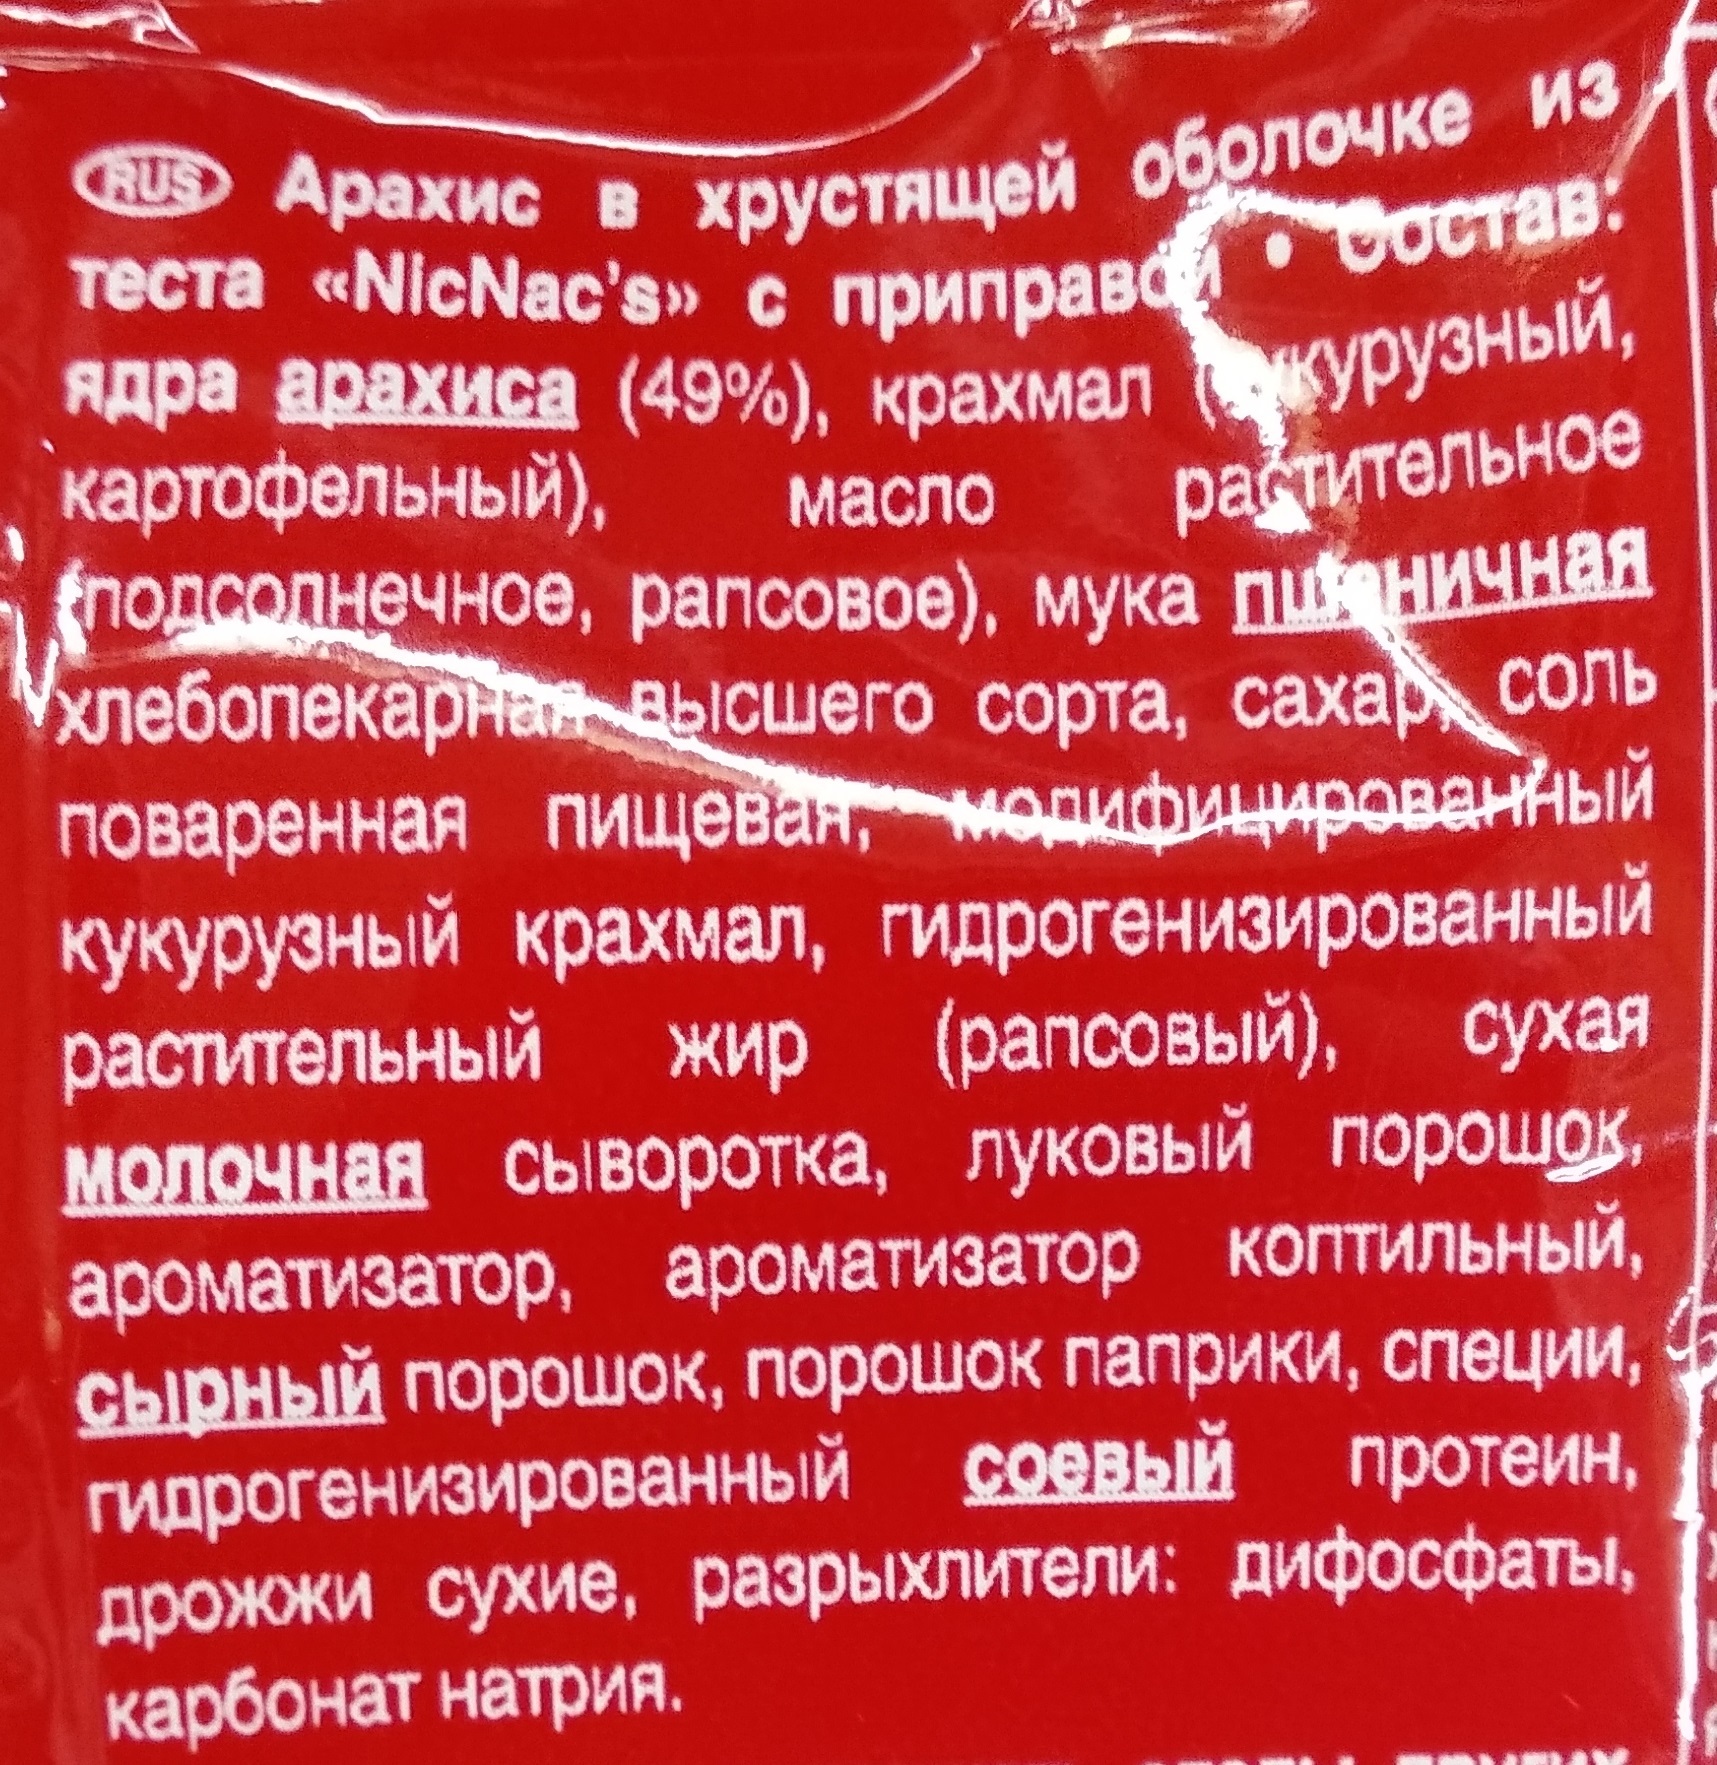 RUS Арахис в хрустящей оболочке из
теста «NicNac's» с приправой • Состав:
ядра арахиса (49%), крахмал (кукурузный,
картофельный), масло растительное
(подсолнечное, рапсовое), мука пшеничная
хлебопекарная высшего сорта, сахар, соль
поваренная пищевая, модифицированный
кукурузный крахмал, гидрогенизированный
растительный жир (рапсовый), сухая
молочная сыворотка, луковый порошок,
ароматизатор, ароматизатор коптильный,
сырный порошок, порошок паприки, специи,
гидрогенизированный соевый протеин,
дрожжи сухие, разрыхлители: дифосфаты,
карбонат натрия.
других